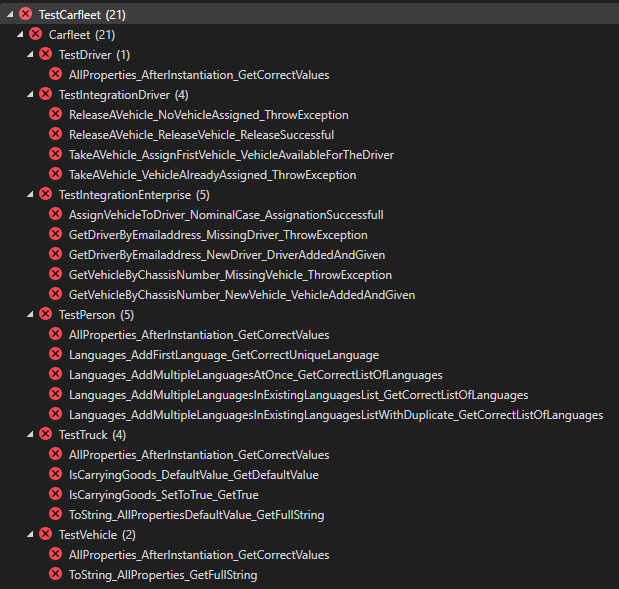 TestCarfleet (21)
Carfleet (21)
TestDriver (1)
AllProperties_AfterInstantiation_GetCorrectValues
TestIntegrationDriver (4)
ReleaseAVehicle_NoVehicleAssigned_ThrowException
ReleaseAVehicle_ReleaseVehicle_ReleaseSuccessful
TakeAVehicle_AssignFristVehicle_VehicleAvailableForTheDriver
TakeAVehicle_VehicleAlreadyAssigned_ThrowException
TestIntegrationEnterprise (5)
AssignVehicleToDriver_NominalCase_AssignationSuccessfull
GetDriverByEmailaddress_MissingDriver_ThrowException
GetDriverByEmailaddress_NewDriver_DriverAddedAndGiven
GetVehicleByChassisNumber_MissingVehicle_ThrowException
GetVehicleByChassisNumber_NewVehicle_VehicleAddedAndGiven
TestPerson (5)
AllProperties_AfterInstantiation_GetCorrectValues
Languages_AddFirstLanguage_GetCorrectUniqueLanguage
Languages_AddMultipleLanguagesAtOnce_GetCorrectListOfLanguages
Languages_AddMultipleLanguagesInExistingLanguagesList_GetCorrectListOfLanguages
Languages_AddMultipleLanguagesInExistingLanguagesListWithDuplicate_GetCorrectListOfLanguages
TestTruck (4)
AllProperties_AfterInstantiation_GetCorrectValues
IsCarryingGoods_DefaultValue_GetDefaultValue
IsCarryingGoods_SetToTrue_GetTrue
ToString_AllPropertiesDefaultValue_GetFullString
TestVehicle (2)
AllProperties_AfterInstantiation_GetCorrectValues
ToString_AllProperties_GetFullString